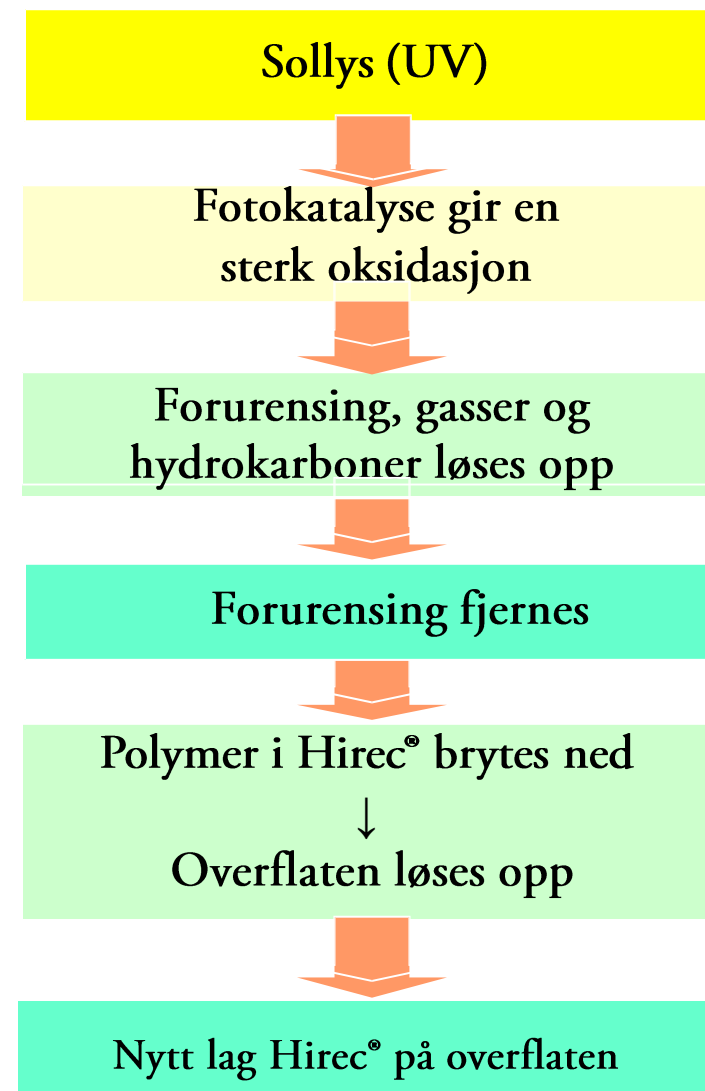 Sollys (UV)
Fotokatalyse gir en
sterk oksidasjon
Forurensing, gasser og
hydrokarboner løses opp
Forurensing fjernes
Polymer i Hirec® brytes ned
↓
Overflaten løses opp
Nytt lag Hirec® på overflaten